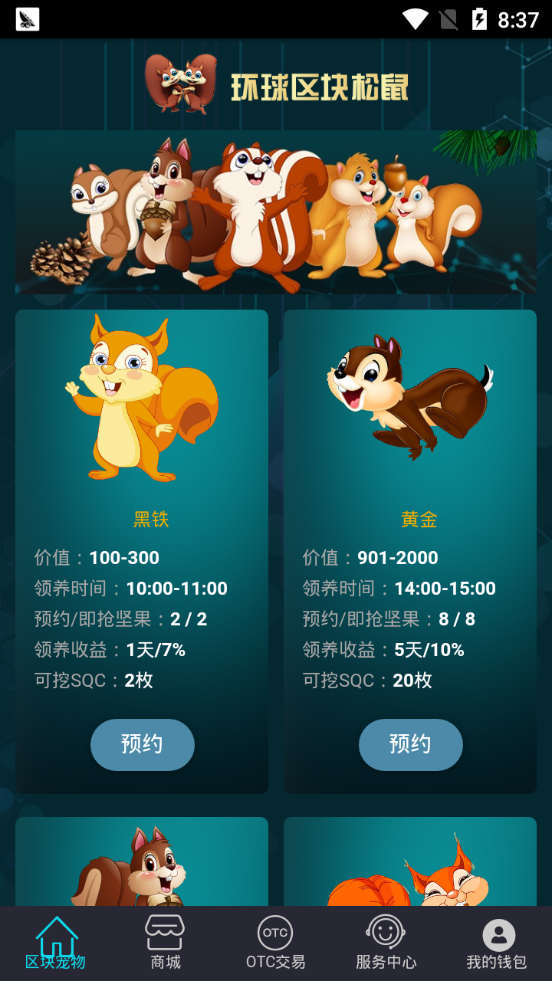 8:37
环球区块松鼠
黑铁
价值：100-300
领养时间：10:00-11:00
预约/即抢坚果：2 / 2
领养收益：1天/7%
可挖SQC：2枚
预约
黄金
价值：901-2000
领养时间：14:00-15:00
预约/即抢坚果：8 / 8
领养收益：5天/10%
可挖SQC：20枚
预约
区块宠物
商城
OTC
OTC交易
服务中心
我的钱包